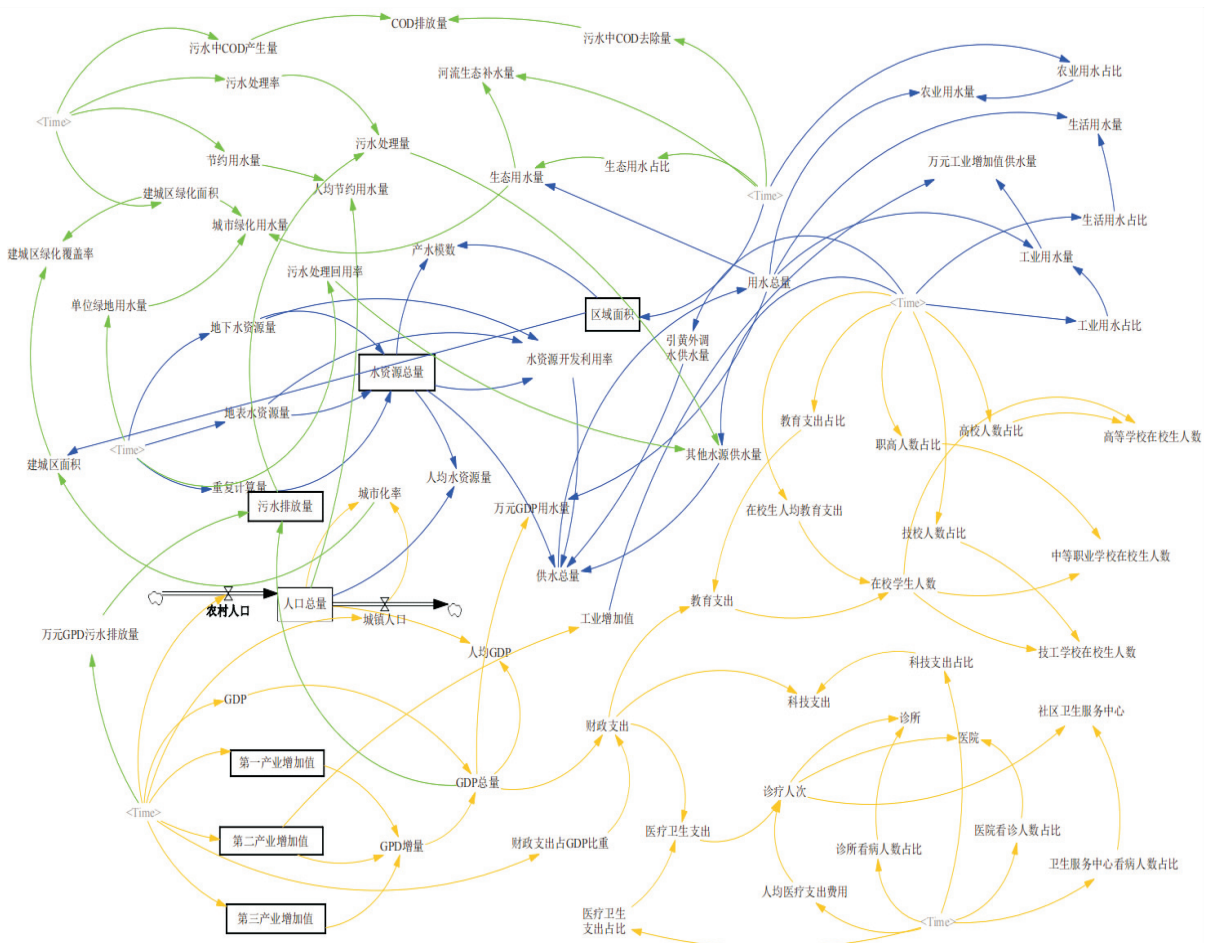 COD排放量
污水中COD产生量
污水中COD去除量
河流生态补水量
污水处理率
农业用水占比
农业用水量
<Time>
生活用水量
污水处理量
节约用水量
万元工业增加值供水量
生态用水占比
生态用水量
人均节约用水量
建城区绿化面积
<Time>
城市绿化用水量
生活用水占比
建城区绿化覆盖率
产水模数
工业用水量
污水处理回用率
用水总量
单位绿地用水量
<Time>
区域面积
地下水资源量
工业用水占比
引黄外调
水供水量
水资源开发利用率
水资源总量
地表水资源量
教育支出占比
高校人数占比
高等学校在校生人数
职高人数占比
<Time>
建城区面积
其他水源供水量
人均水资源量
重复计算量
城市化率
污水排放量
万元GDP用水量
在校生人均教育支出
技校人数占比
中等职业学校在校生人数
供水总量
在校学生人数
农村人口
人口总量
城镇人口
工业增加值
教育支出
万元GPD污水排放量
人均GDP
技工学校在校生人数
科技支出占比
GDP
科技支出
社区卫生服务中心
财政支出
诊所
医院
第一产业增加值
GDP总量
诊疗人次
<Time>
第二产业增加值
GPD增量
财政支出占GDP比重
医疗卫生支出
医院看诊人数占比
诊所看病人数占比
卫生服务中心看病人数占比
人均医疗支出费用
第三产业增加值
医疗卫生
支出占比
<Time>